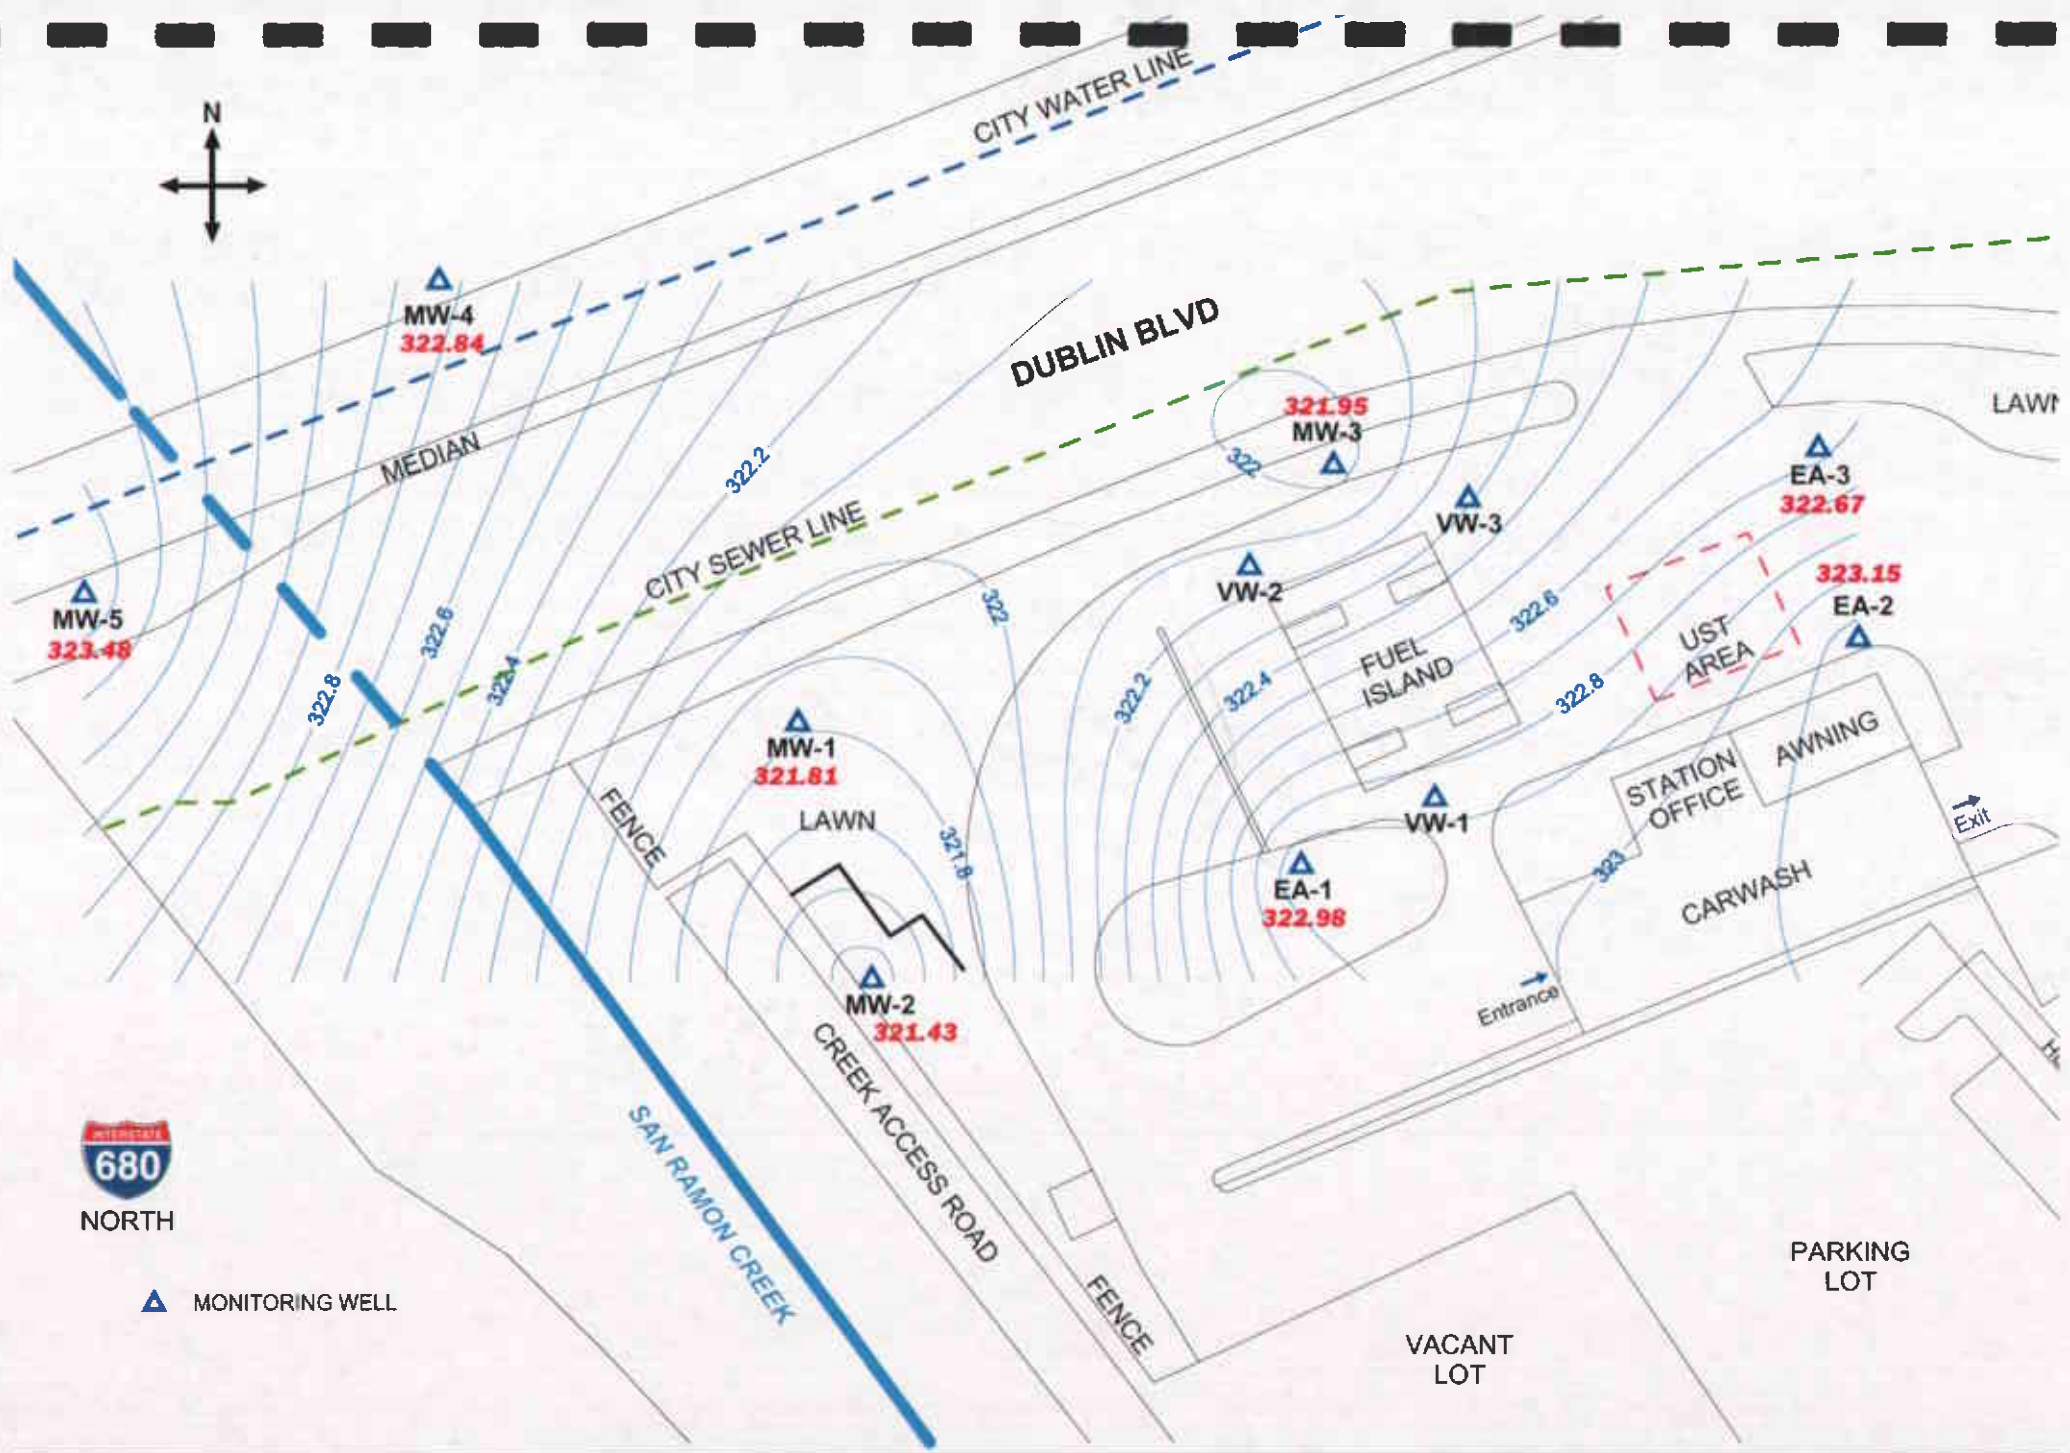 CITY WATER LINE
N
MW-4
322.84
DUBLIN BLVD
MEDIAN
322.2
CITY SEWER LINE
321.95
MW-3
322
LAWN
EA-3
322.67
VW-3
VW-2
323.15
EA-2
MW-5
323.48
322.6
322.8
322.4
322
322.2
322.4
322.6
322.8
FUEL
ISLAND
UST
AREA
MW-1
321.81
LAWN
321.8
FENCE
STATION
OFFICE
AWNING
Exit
VW-1
EA-1
322.98
323
CARWASH
Entrance
MW-2
321.43
CREEK ACCESS ROAD
SAN RAMON CREEK
FENCE
INTERSTATE
680
NORTH
MONITORING WELL
VACANT
LOT
PARKING
LOT